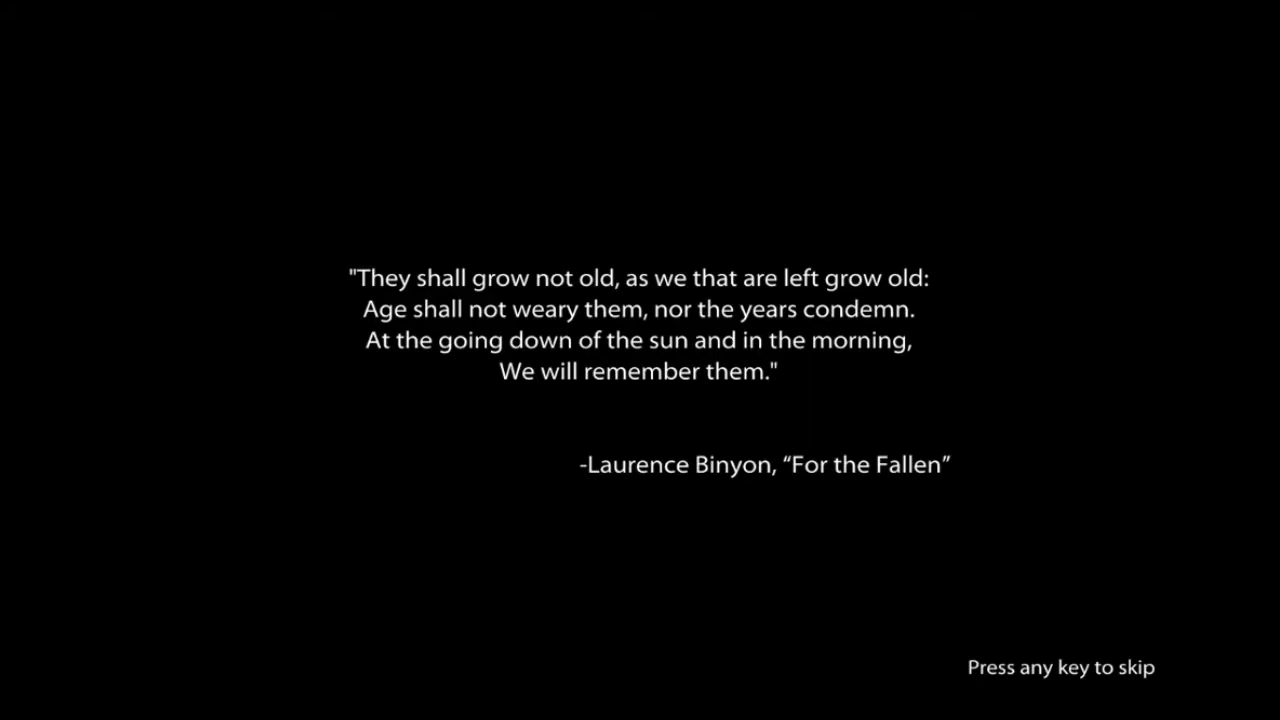 "They shall grow not old, as we that are left grow old:
Age shall not weary them, nor the years condemn.
At the going down of the sun and in the morning,
We will remember them."
-Laurence Binyon, “For the Fallen”
Press any key to skip